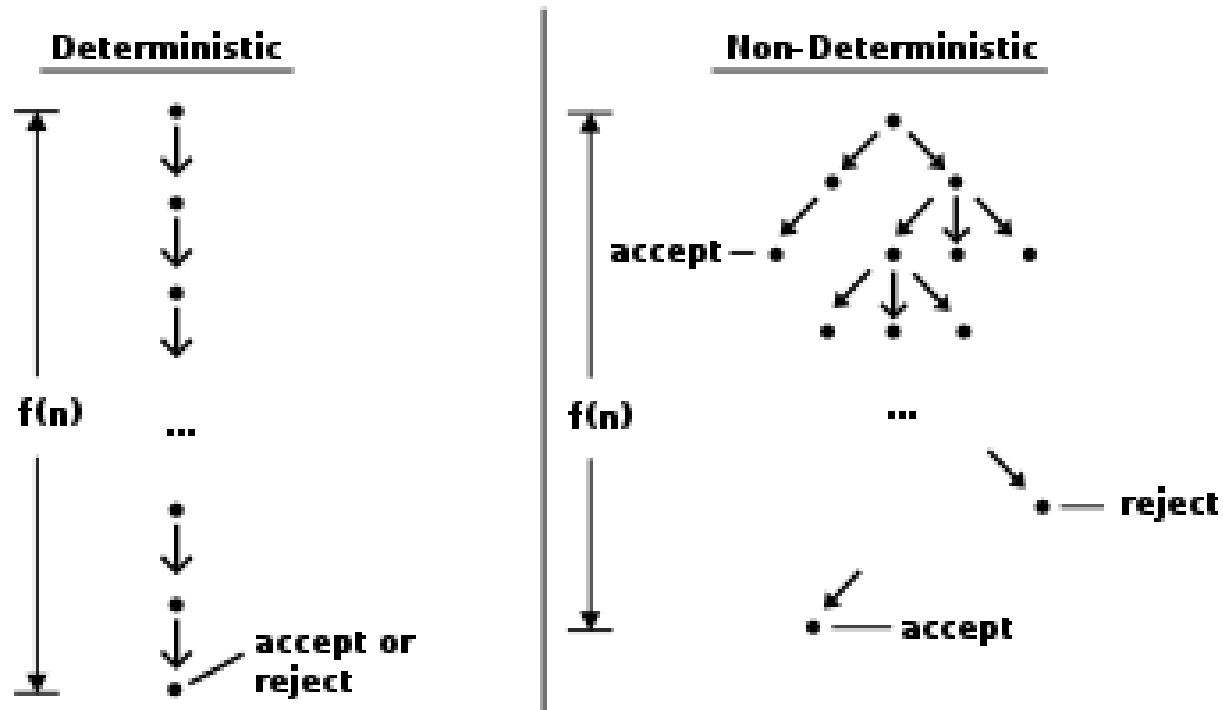 Deterministic
f(n)
...
accept or
reject
Non-Deterministic
accept
f(n)
...
reject
accept